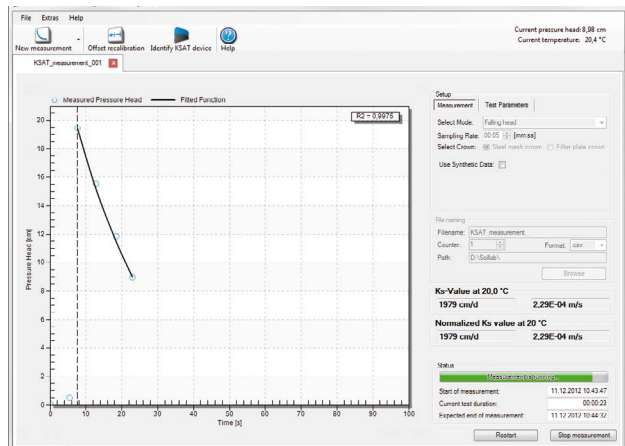 File Extras Help
New measurement Offset recalibration Identify KSAT device Help
Current pressure head: 8,98 cm
Current temperature: 20,4 °C
KSAT_measurement_001
Measured Pressure Head Fitted Function
R2 = 0,9975
20
18
16
14
12
10
8
6
4
2
0
Pressure Head [cm]
0 10 20 30 40 50 60 70 80 90 100
Time [s]
Setup
Measurement Test Parameters
Select Mode: Falling head
Sampling Rate: 00:05 [mm:ss]
Select Crown: Steel mesh crown Filter plate crown
Use Synthetic Data:
File naming
Filename: KSAT_measurement
Counter: 1 Format: .csv
Path: D:\Soillab\
Browse
Ks-Value at 20,0 °C
1979 cm/d 2,29E-04 m/s
Normalized Ks value at 20 °C
1979 cm/d 2,29E-04 m/s
Status
Measurement is running
Start of measurement: 11.12.2012 10:43:47
Current test duration: 00:00:23
Expected end of measurement: 11.12.2012 10:44:32
Restart Stop measurement